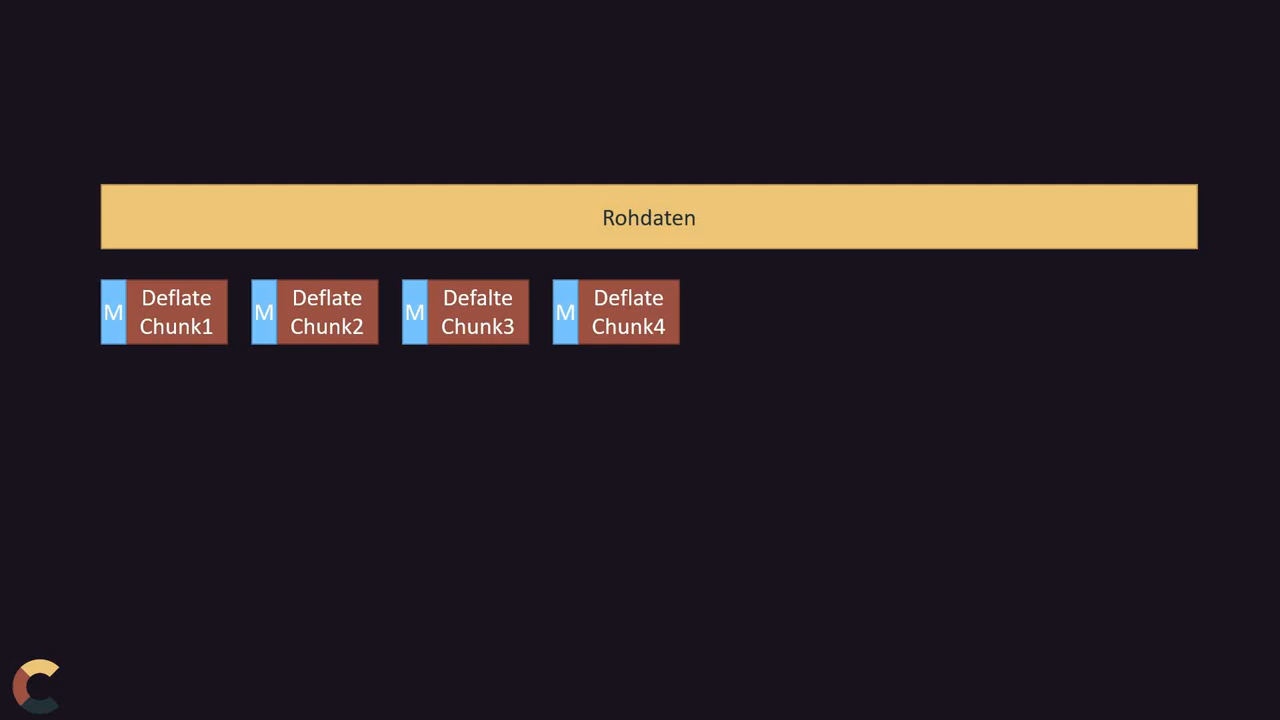 Rohdaten
M Deflate Chunk1
M Deflate Chunk2
M Defalte Chunk3
M Deflate Chunk4